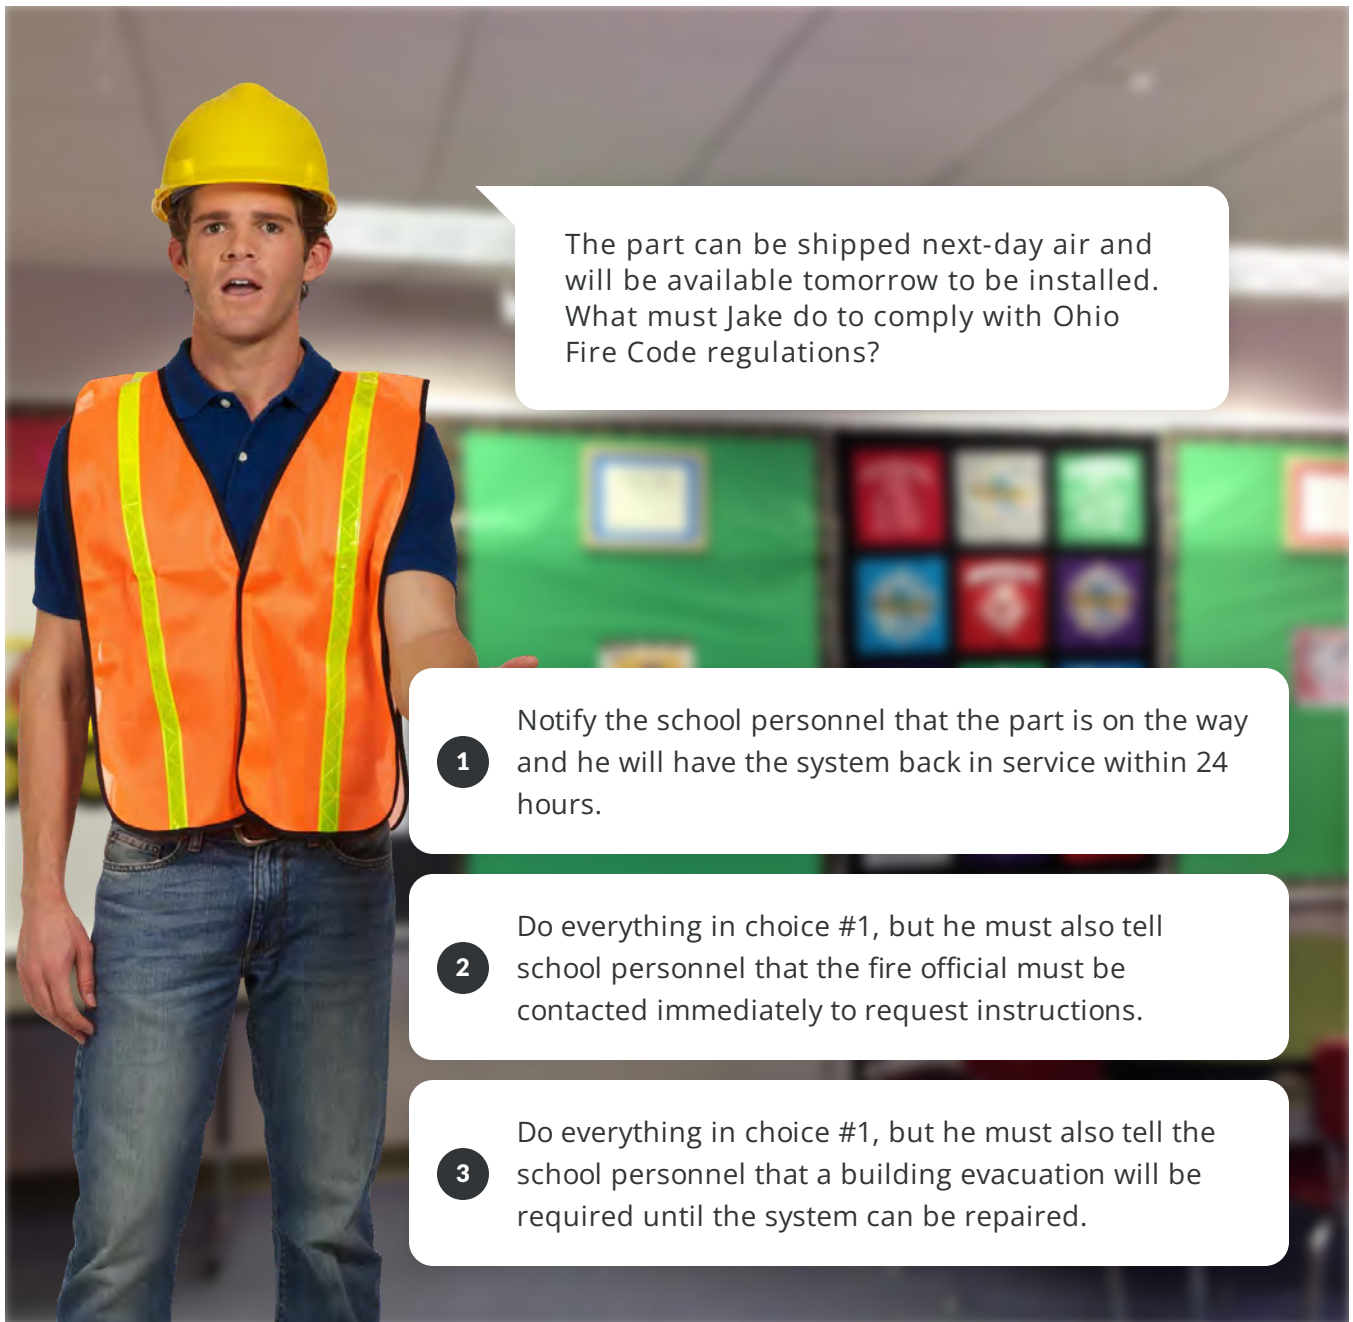 The part can be shipped next-day air and
will be available tomorrow to be installed.
What must Jake do to comply with Ohio
Fire Code regulations?
1
Notify the school personnel that the part is on the way
and he will have the system back in service within 24
hours.
2
Do everything in choice #1, but he must also tell
school personnel that the fire official must be
contacted immediately to request instructions.
3
Do everything in choice #1, but he must also tell the
school personnel that a building evacuation will be
required until the system can be repaired.